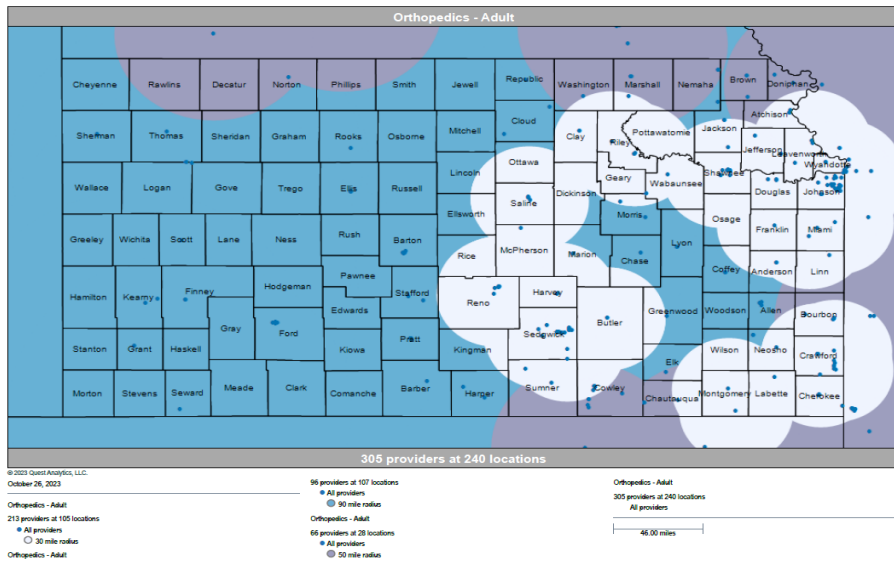 Orthopedics - Adult
Cheyenne Rawlins Decatur Norton Phillips Smith Jewell Republic Washington Marshall Nemaha Brown Doniphan
Sherman Thomas Sheridan Graham Rooks Osborne Mitchell Cloud Clay Riley Pottawatomie Jackson Atchison
Jefferson Leavenworth Wyandotte
Wallace Logan Gove Trego Ellis Russell Lincoln Ottawa Saline Dickinson Geary Wabaunsee Shawnee Douglas Johnson
Greeley Wichita Scott Lane Ness Rush Barton Ellsworth McPherson Marion Morris Chase Lyon Osage Franklin Miami
Hamilton Kearny Finney Hodgeman Pawnee Stafford Rice Reno Harvey Butler Greenwood Coffey Anderson Linn
Gray Ford Edwards Sedgwick Woodson Allen Bourbon
Stanton Grant Haskell Kiowa Pratt Kingman Elk Wilson Neosho Crawford
Morton Stevens Seward Meade Clark Comanche Barber Harper Sumner Cowley Chautauqua Montgomery Labette Cherokee
305 providers at 240 locations
© 2023 Quest Analytics, LLC.
October 26, 2023
Orthopedics - Adult
213 providers at 105 locations
All providers
30 mile radius
Orthopedics - Adult
96 providers at 107 locations
All providers
90 mile radius
Orthopedics - Adult
66 providers at 28 locations
All providers
50 mile radius
Orthopedics - Adult
305 providers at 240 locations
All providers
46.00 miles